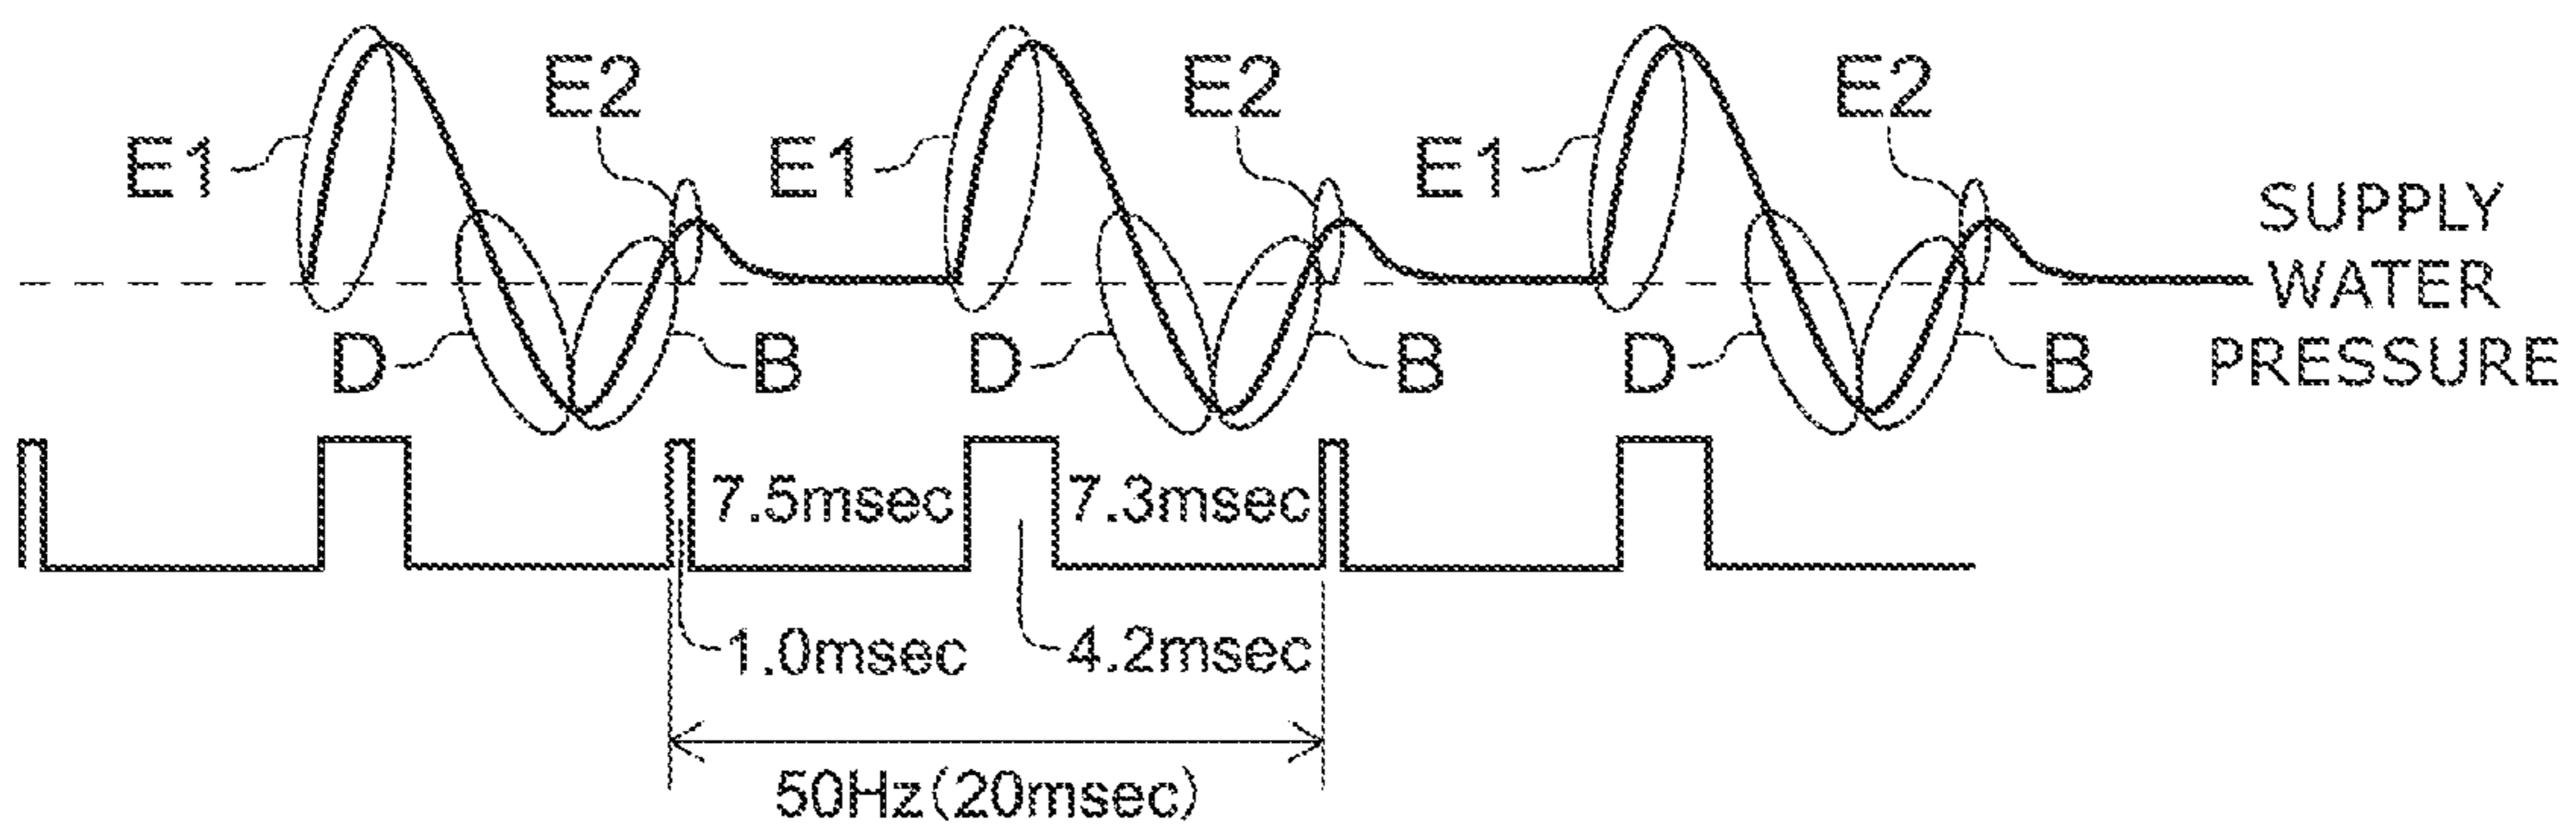 E1
E2
E1
E2
E1
E2
SUPPLY
WATER
PRESSURE
D
B
D
B
D
B
7.5msec
7.3msec
1.0msec
4.2msec
50Hz(20msec)